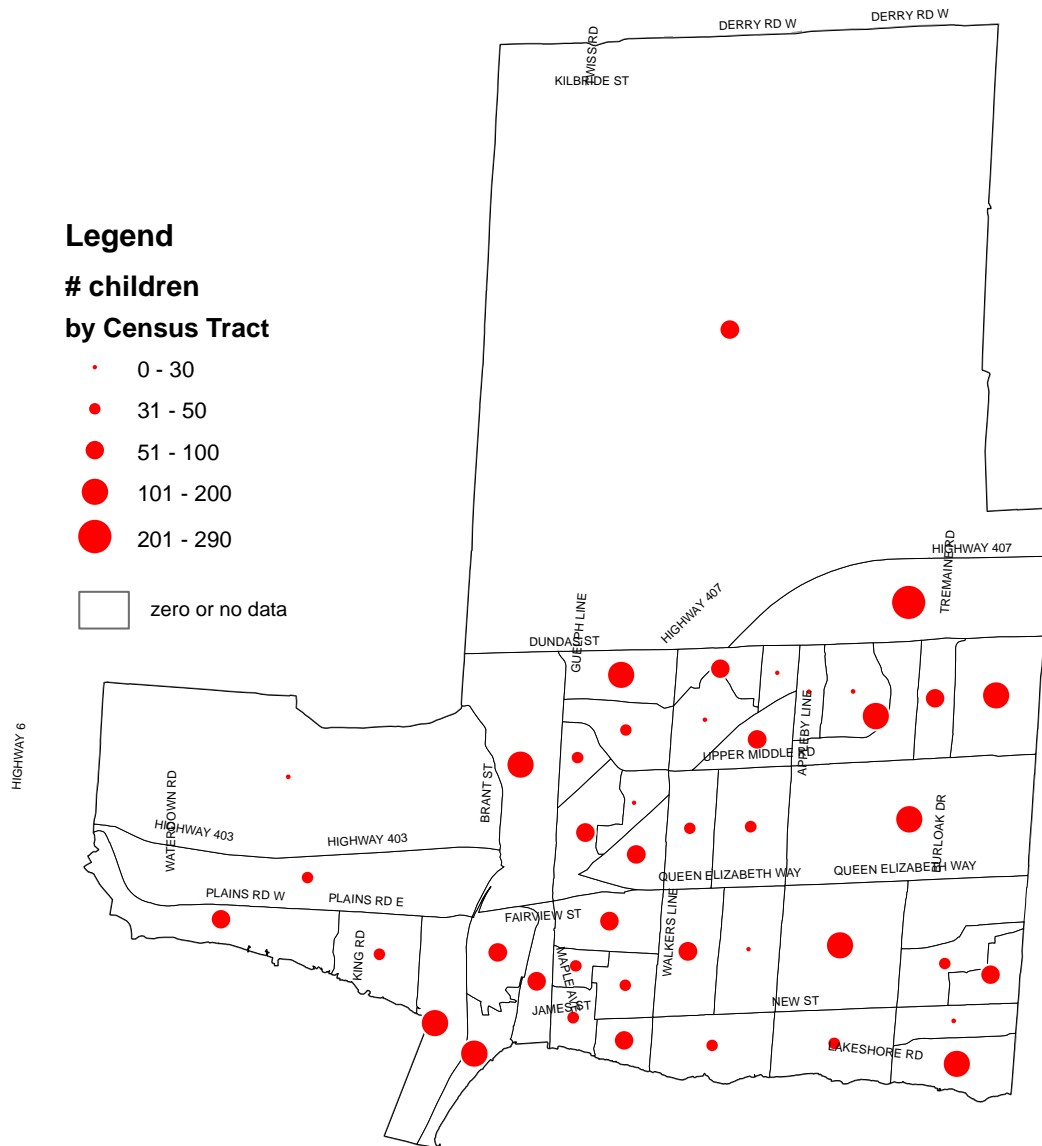 DERRY RD W
DERRY RD W
TWISS RD
KILBRIDE ST
Legend
# children
by Census Tract
0 - 30
31 - 50
51 - 100
101 - 200
201 - 290
zero or no data
HIGHWAY 407
TREMAINE RD
HIGHWAY 407
GUELPH LINE
DUNDAS ST
HIGHWAY 6
BRANT ST
UPPER MIDDLE RD
APPLEBY LINE
WATERDOWN RD
HIGHWAY 403
HIGHWAY 403
BURLOAK DR
QUEEN ELIZABETH WAY
QUEEN ELIZABETH WAY
PLAINS RD W
PLAINS RD E
FAIRVIEW ST
WALKERS LINE
KING RD
MAPLE AVE
JAMES ST
NEW ST
LAKESHORE RD